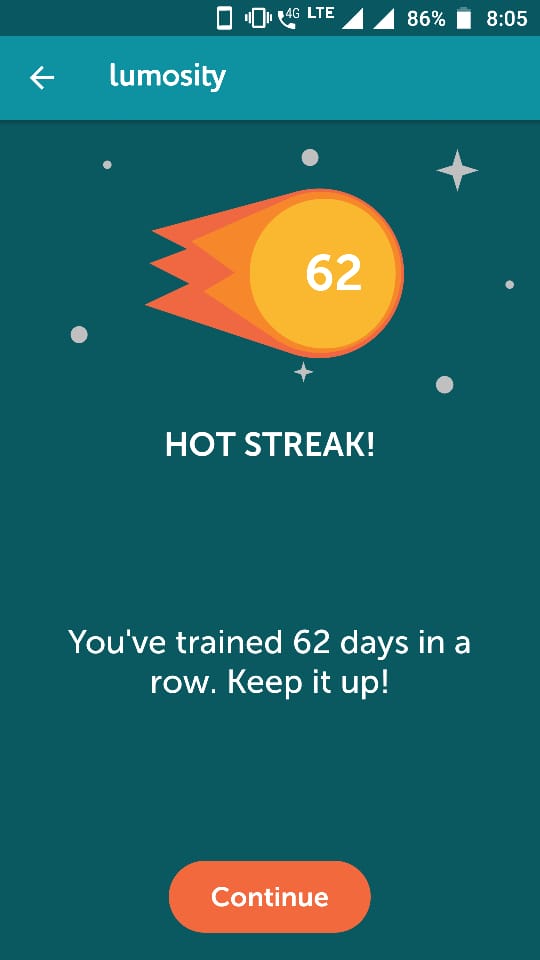 4G LTE 86% 8:05
lumosity
62
HOT STREAK!
You've trained 62 days in a
row. Keep it up!
Continue